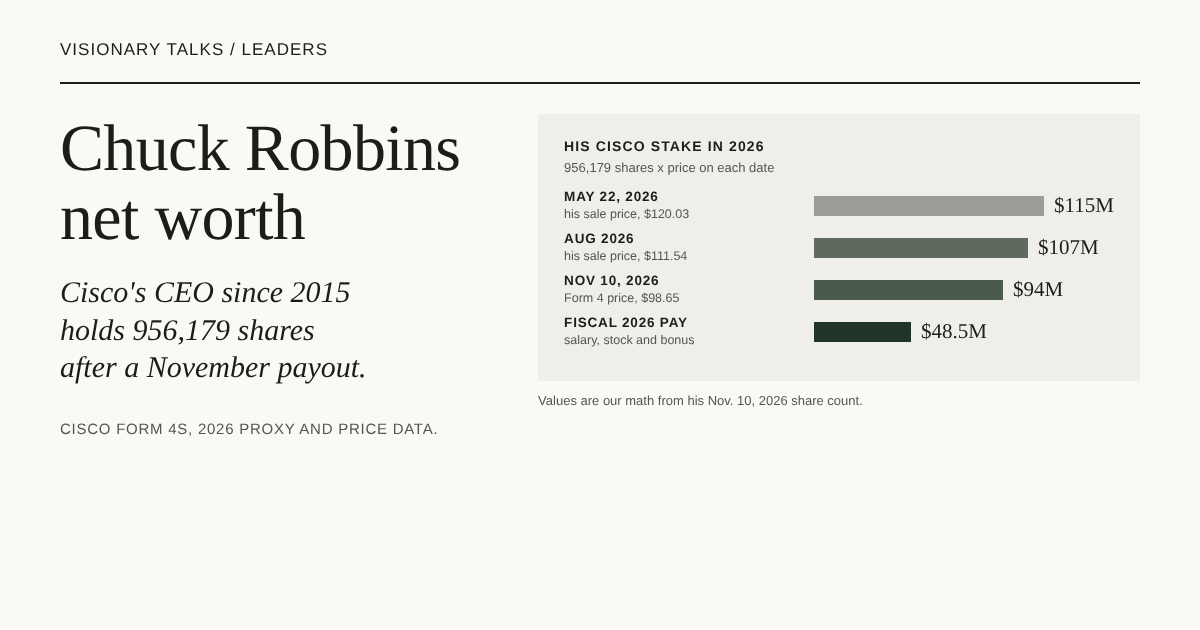 VISIONARY TALKS / LEADERS
Chuck Robbins
net worth
Cisco's CEO since 2015
holds 956,179 shares
after a November payout.
CISCO FORM 4S, 2026 PROXY AND PRICE DATA.
HIS CISCO STAKE IN 2026
956,179 shares x price on each date
MAY 22, 2026
his sale price, $120.03
$115M
AUG 2026
his sale price, $111.54
$107M
NOV 10, 2026
Form 4 price, $98.65
$94M
FISCAL 2026 PAY
salary, stock and bonus
$48.5M
Values are our math from his Nov. 10, 2026 share count.